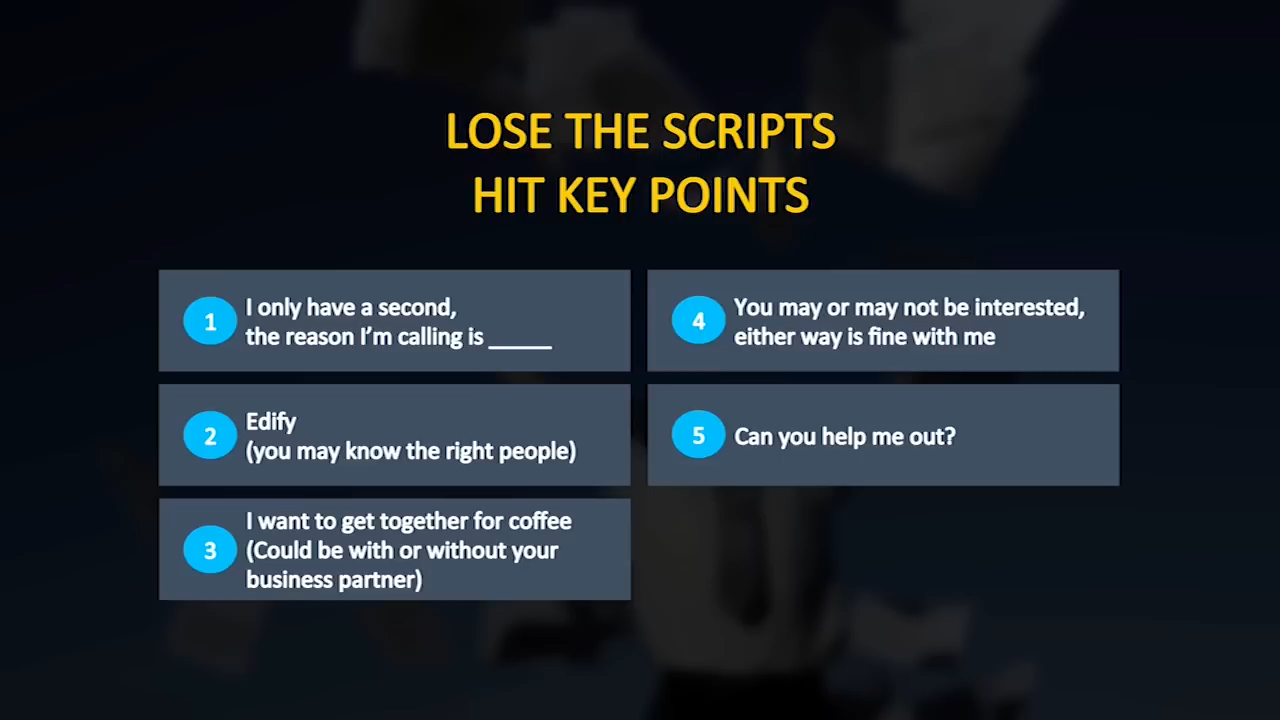 LOSE THE SCRIPTS
HIT KEY POINTS
1
I only have a second,
the reason I'm calling is _____
2
Edify
(you may know the right people)
3
I want to get together for coffee
(Could be with or without your
business partner)
4
You may or may not be interested,
either way is fine with me
5
Can you help me out?